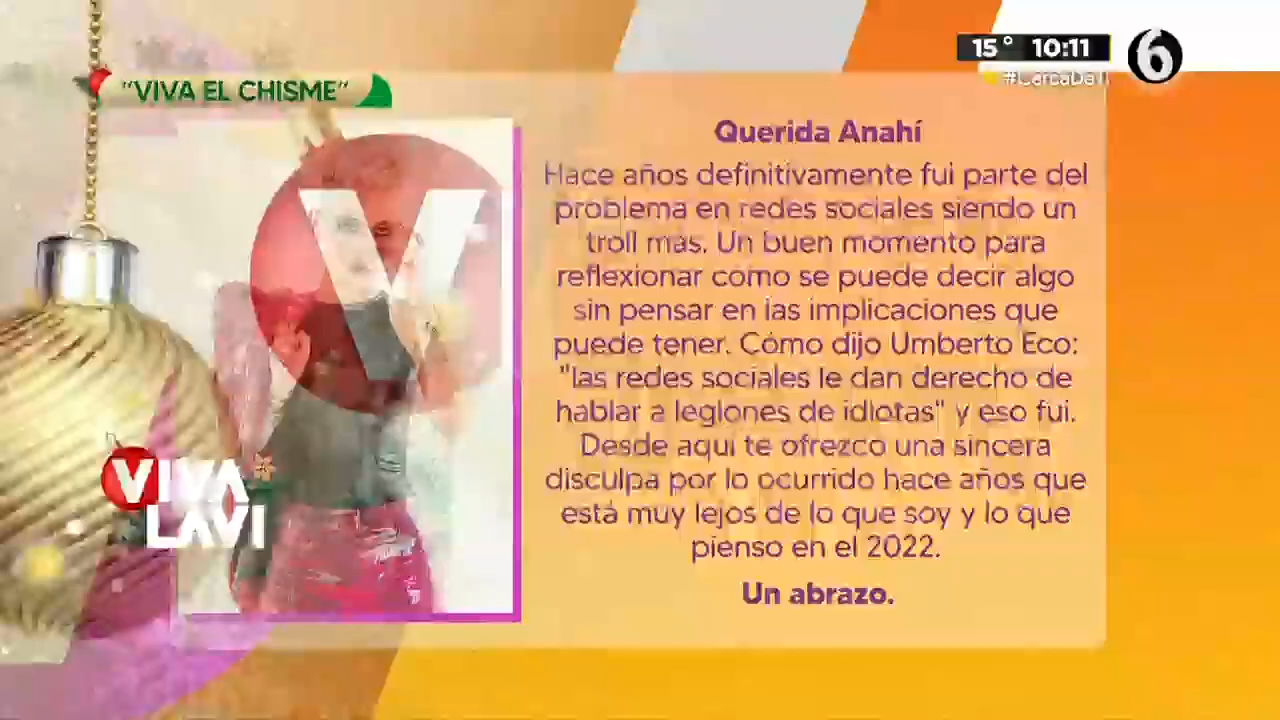 15° 10:11
6
#CercaDeTi
"VIVA EL CHISME"
Querida Anahí
Hace años definitivamente fui parte del
problema en redes sociales siendo un
troll más. Un buen momento para
reflexionar cómo se puede decir algo
sin pensar en las implicaciones que
puede tener. Cómo dijo Umberto Eco:
"las redes sociales le dan derecho de
hablar a legiones de idiotas" y eso fui.
Desde aquí te ofrezco una sincera
disculpa por lo ocurrido hace años que
está muy lejos de lo que soy y lo que
pienso en el 2022.
Un abrazo.
V
VIVA
LAVI